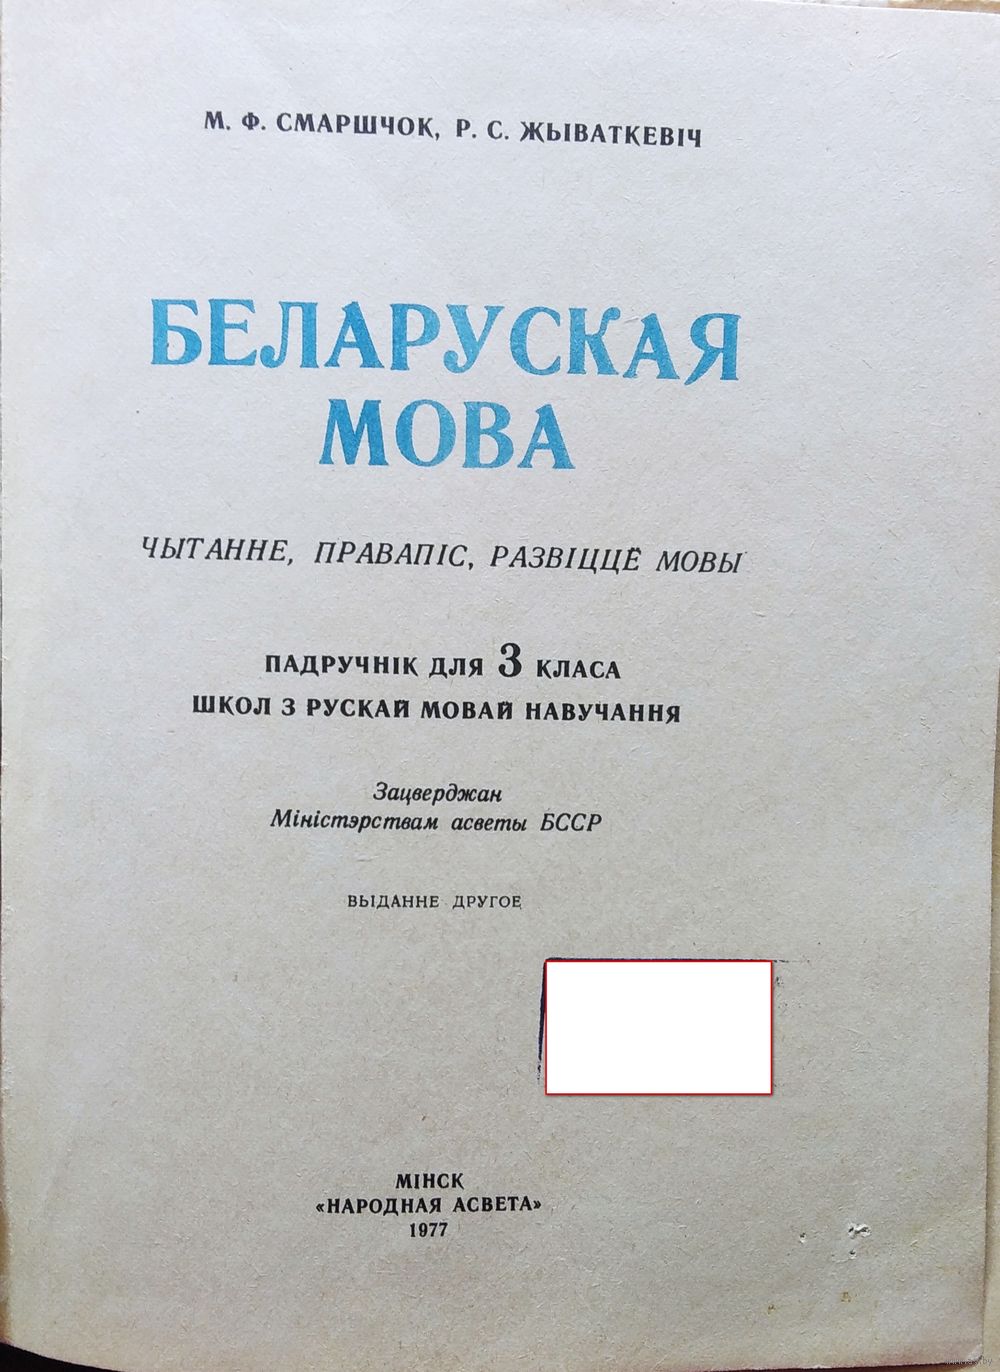 М. Ф. СМАРШЧОК, Р. С. ЖЫВАТКЕВІЧ
БЕЛАРУСКАЯ
МОВА
ЧЫТАННЕ, ПРАВАПІС, РАЗВІЦЦЁ МОВЫ
ПАДРУЧНІК ДЛЯ 3 КЛАСА
ШКОЛ З РУСКАЙ МОВАЙ НАВУЧАННЯ
Зацверджан
Міністэрствам асветы БССР
ВЫДАННЕ ДРУГОЕ
МІНСК
«НАРОДНАЯ АСВЕТА»
1977